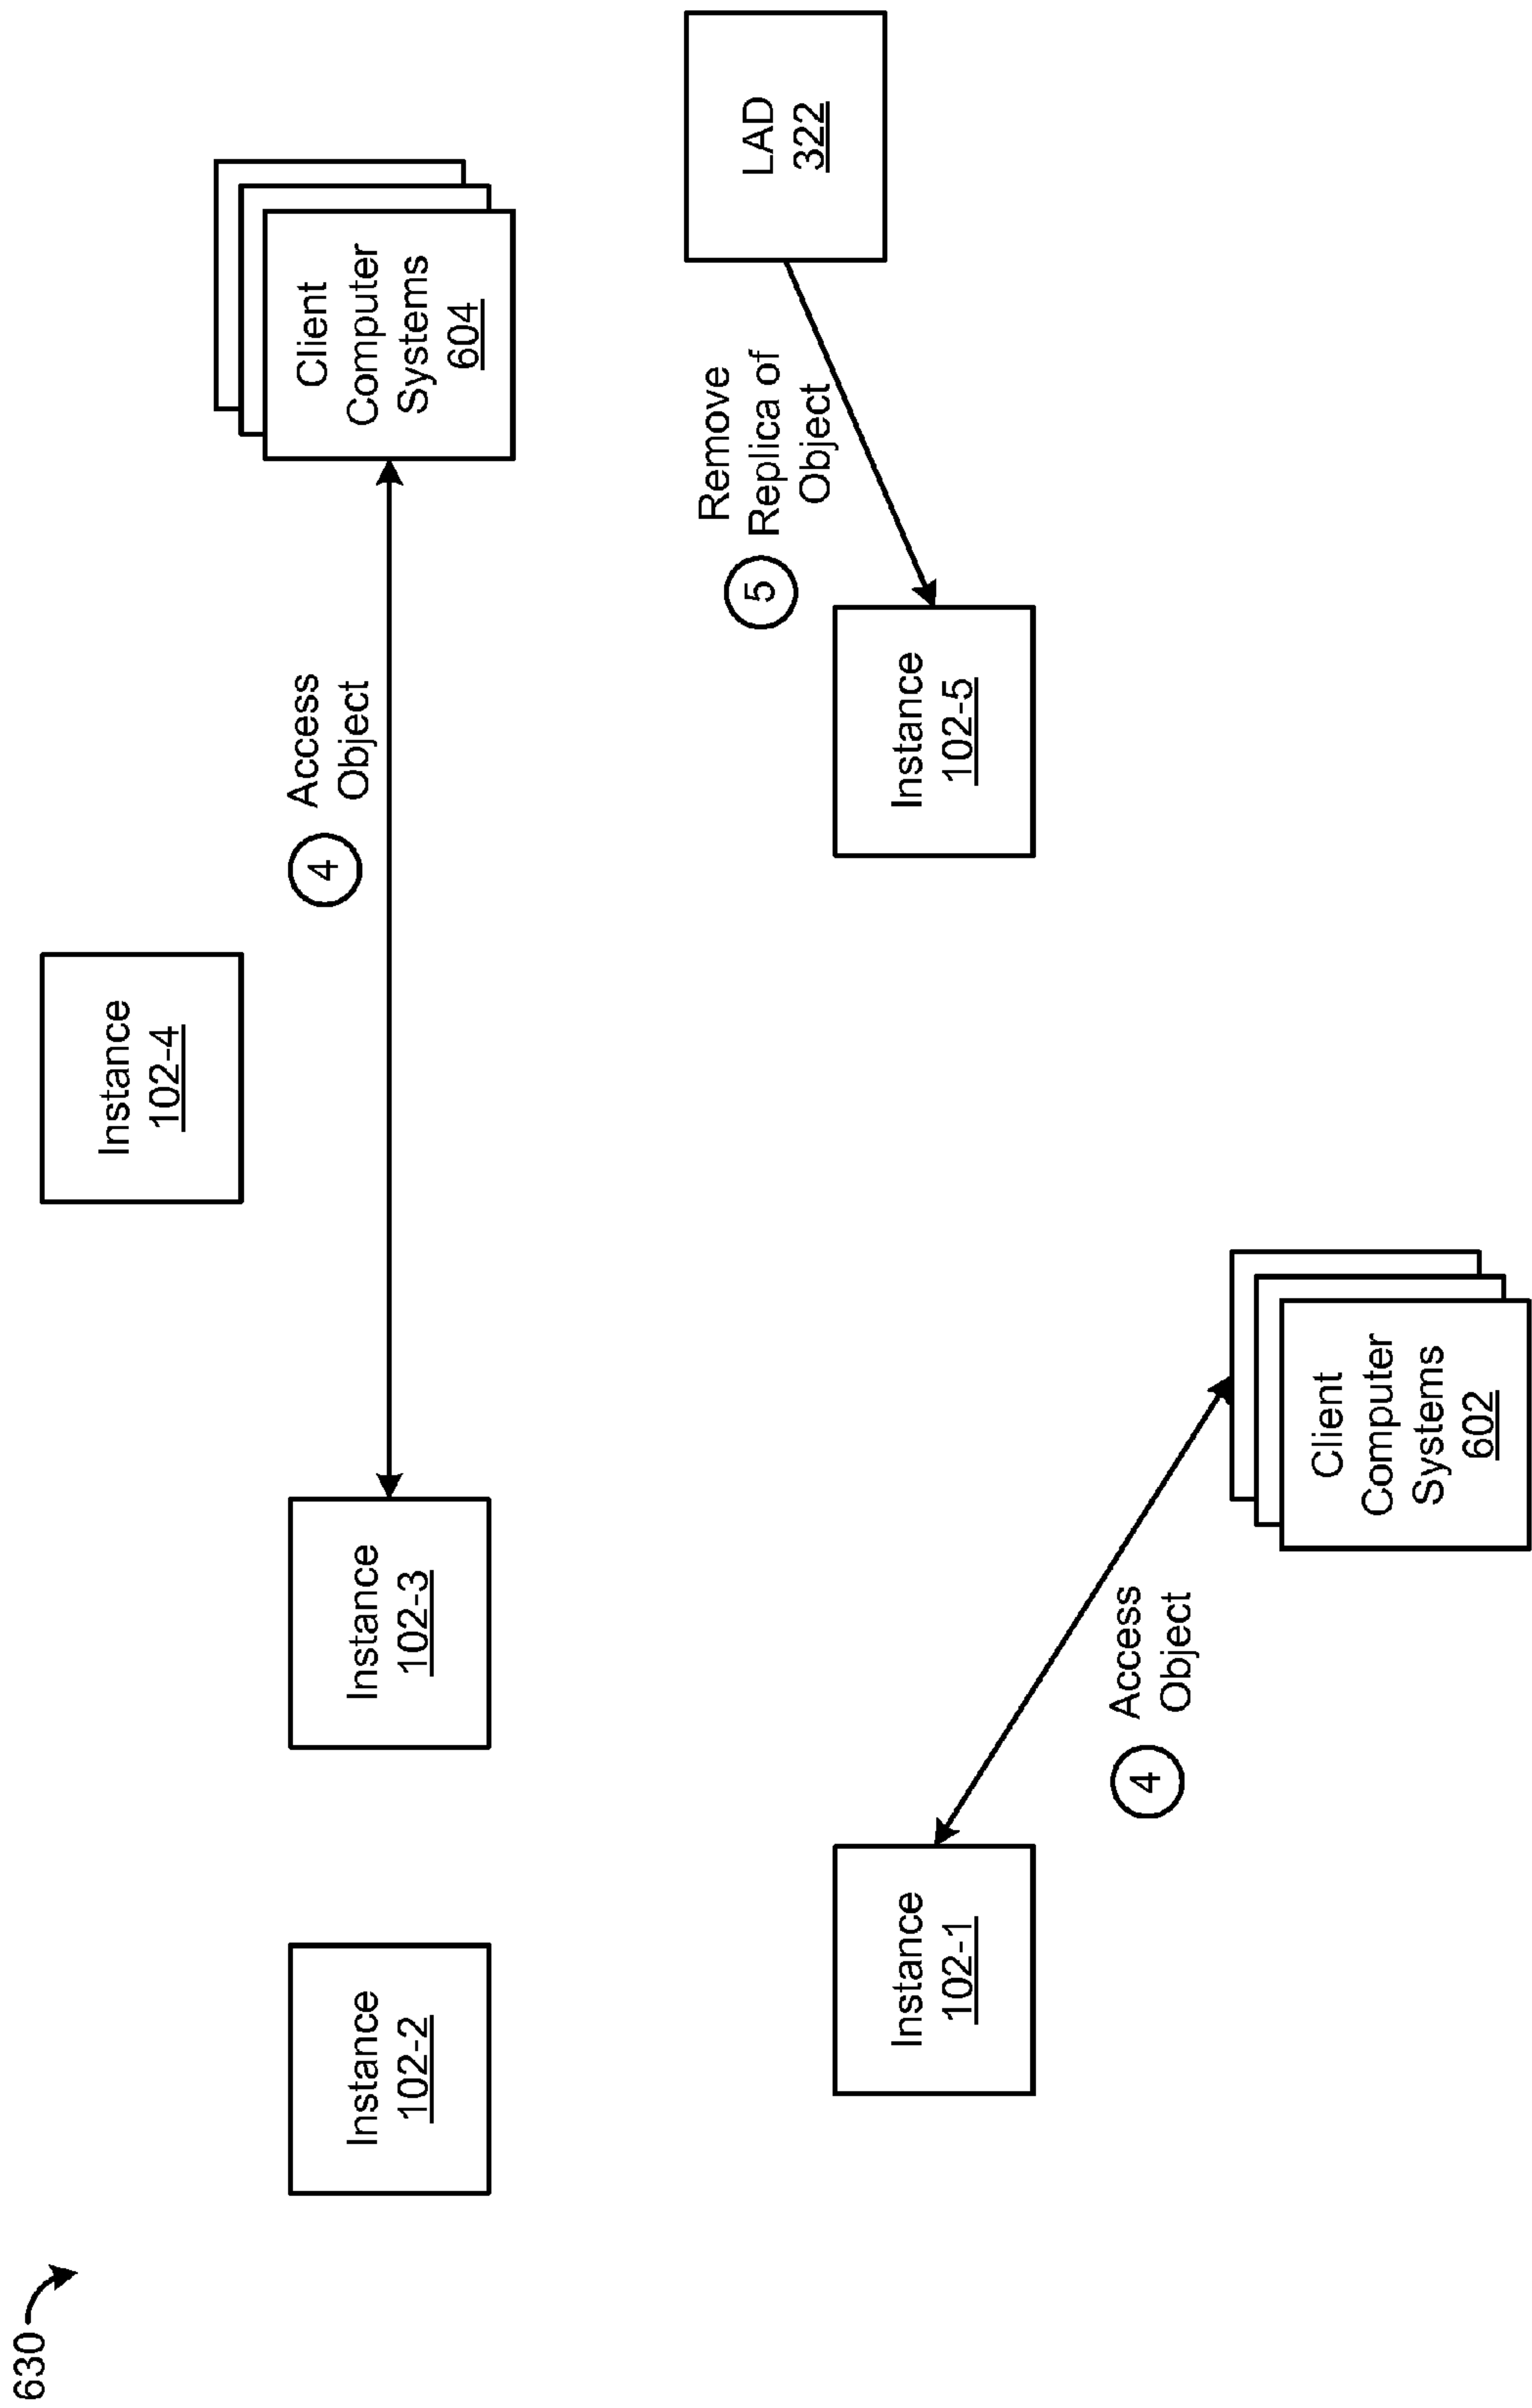 630
Instance
102-4
Client
Computer
Systems
604
4
Access
Object
Instance
102-2
Instance
102-3
LAD
322
5
Remove
Replica of
Object
Instance
102-5
Instance
102-1
4
Access
Object
Client
Computer
Systems
602